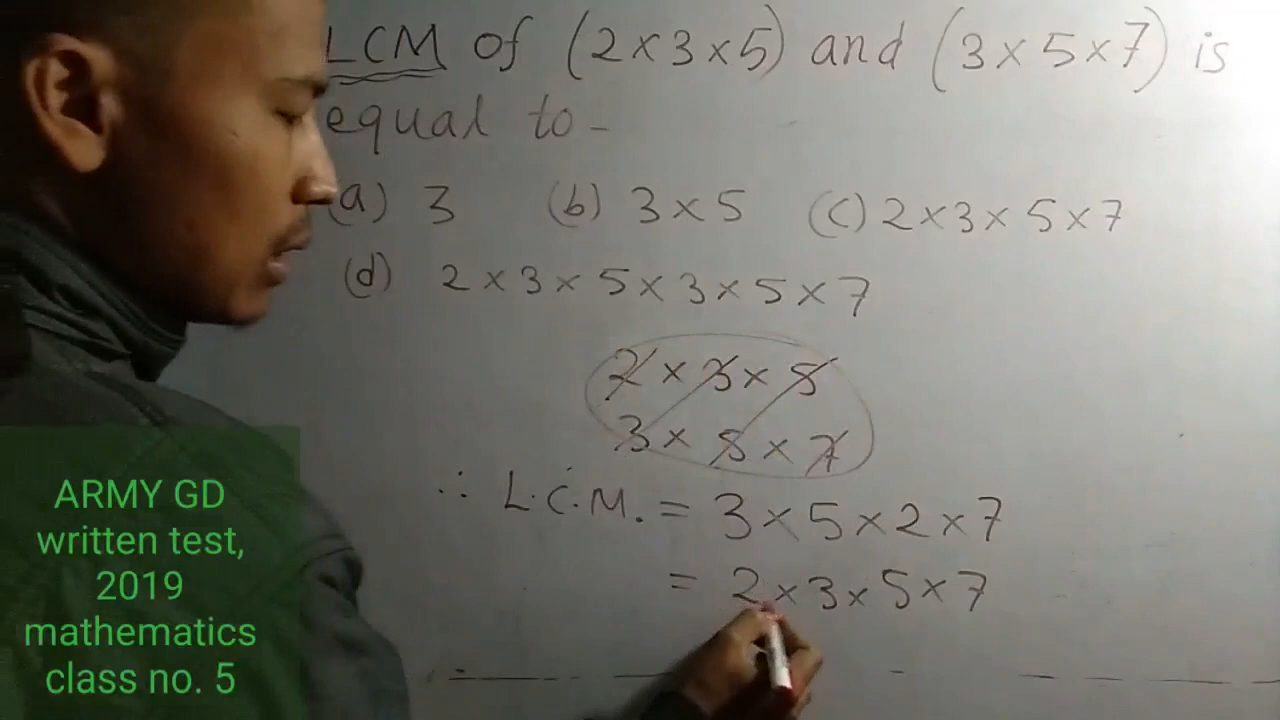 LCM of (2×3×5) and (3×5×7) is
equal to -
(a) 3 (b) 3×5 (c) 2×3×5×7
(d) 2×3×5×3×5×7
2×3×5
3×5×7
∴ L.C.M. = 3×5×2×7
= 2×3×5×7
ARMY GD
written test,
2019
mathematics
class no. 5